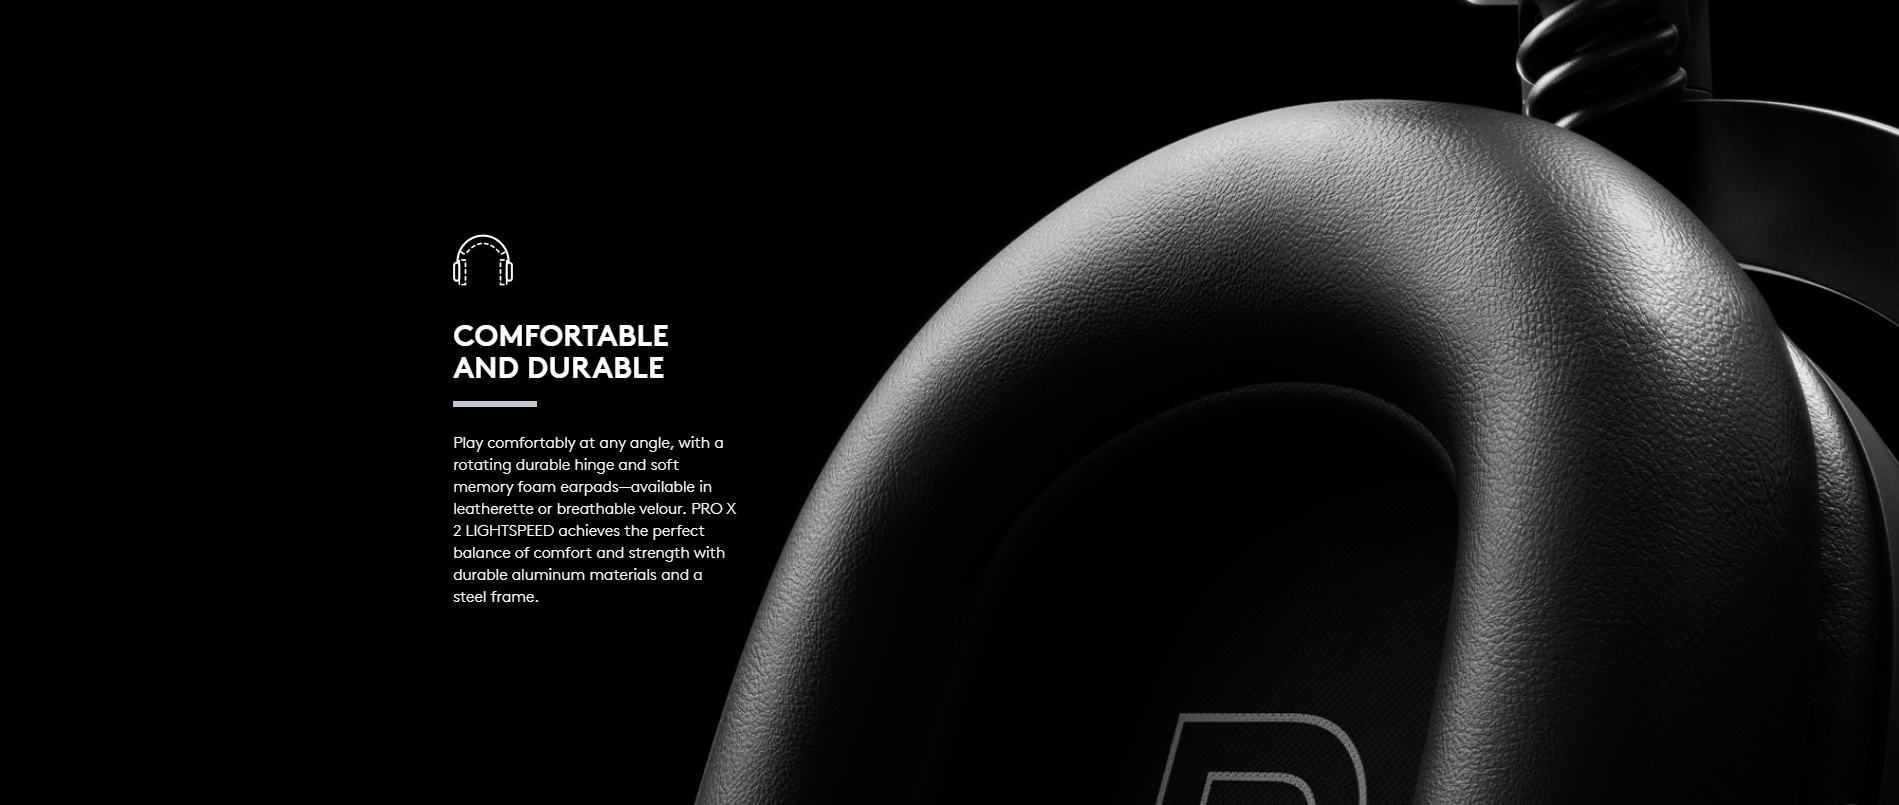 COMFORTABLE
AND DURABLE
Play comfortably at any angle, with a
rotating durable hinge and soft
memory foam earpads—available in
leatherette or breathable velour. PRO X
2 LIGHTSPEED achieves the perfect
balance of comfort and strength with
durable aluminum materials and a
steel frame.